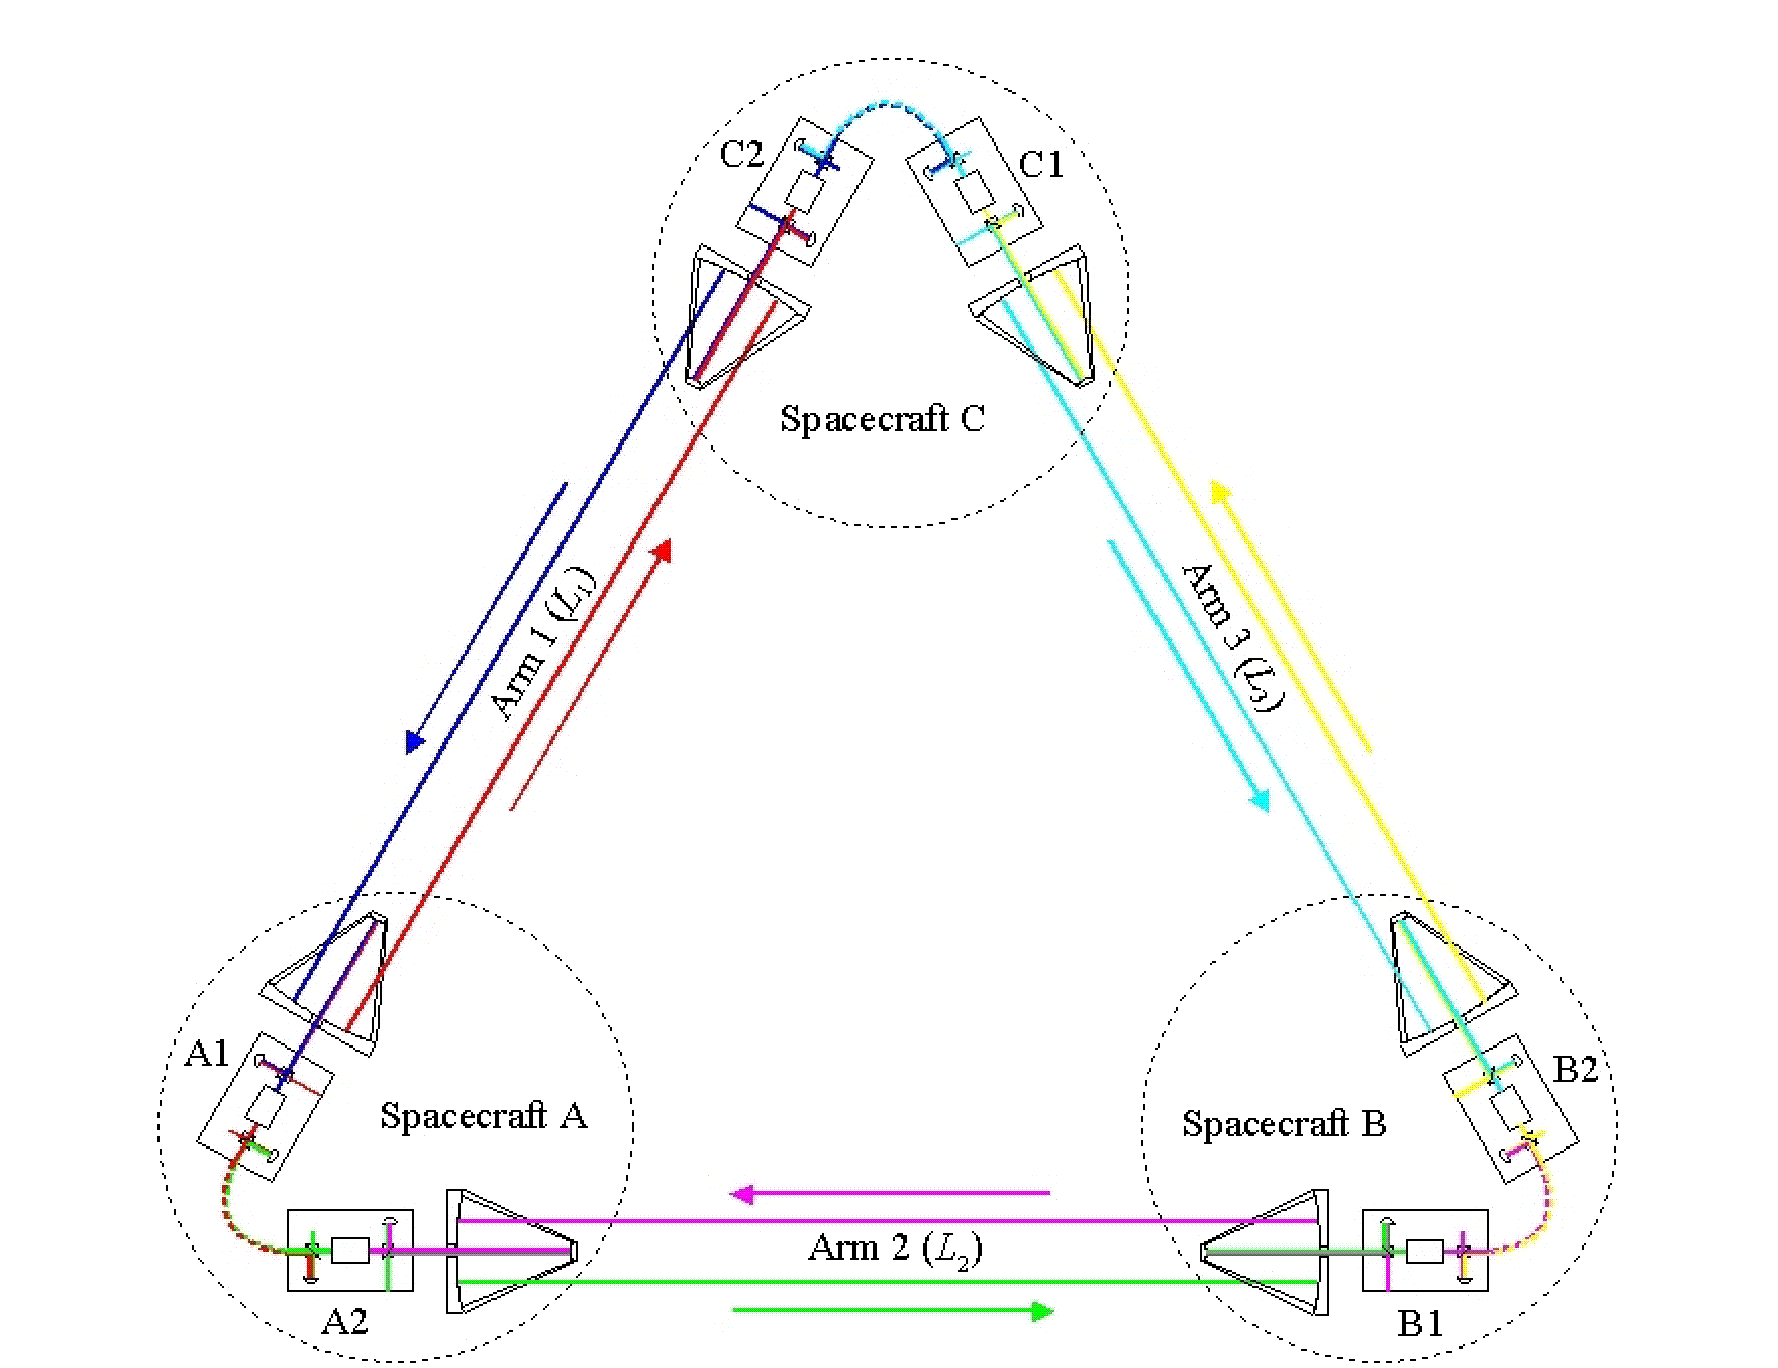 C2
C1
Spacecraft C
Arm 1 (L1)
Arm 3 (L3)
A1
B2
Spacecraft A
Spacecraft B
Arm 2 (L2)
A2
B1